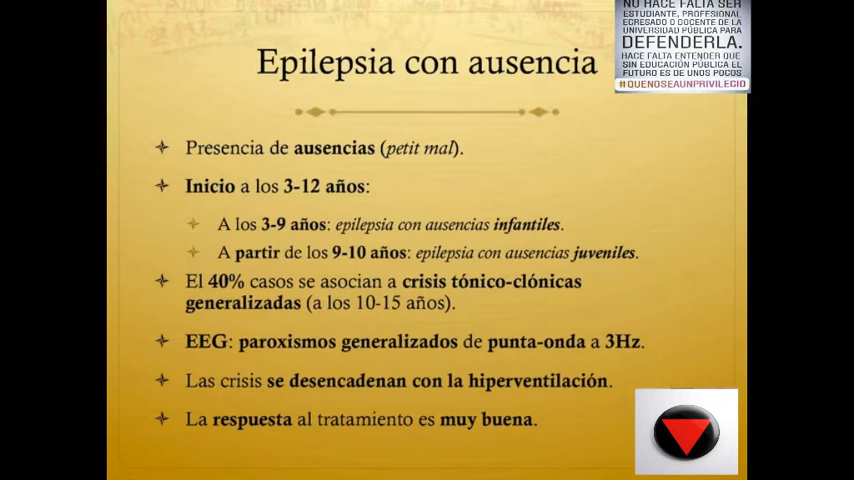 NO HACE FALTA SER
ESTUDIANTE, PROFESIONAL,
EGRESADO O DOCENTE DE LA
UNIVERSIDAD PÚBLICA PARA
DEFENDERLA.
HACE FALTA ENTENDER QUE
SIN EDUCACIÓN PÚBLICA EL
FUTURO ES DE UNOS POCOS
#QUENOSEAUNPRIVILEGIO
Epilepsia con ausencia
Presencia de ausencias (petit mal).
Inicio a los 3-12 años:
A los 3-9 años: epilepsia con ausencias infantiles.
A partir de los 9-10 años: epilepsia con ausencias juveniles.
El 40% casos se asocian a crisis tónico-clónicas
generalizadas (a los 10-15 años).
EEG: paroxismos generalizados de punta-onda a 3Hz.
Las crisis se desencadenan con la hiperventilación.
La respuesta al tratamiento es muy buena.